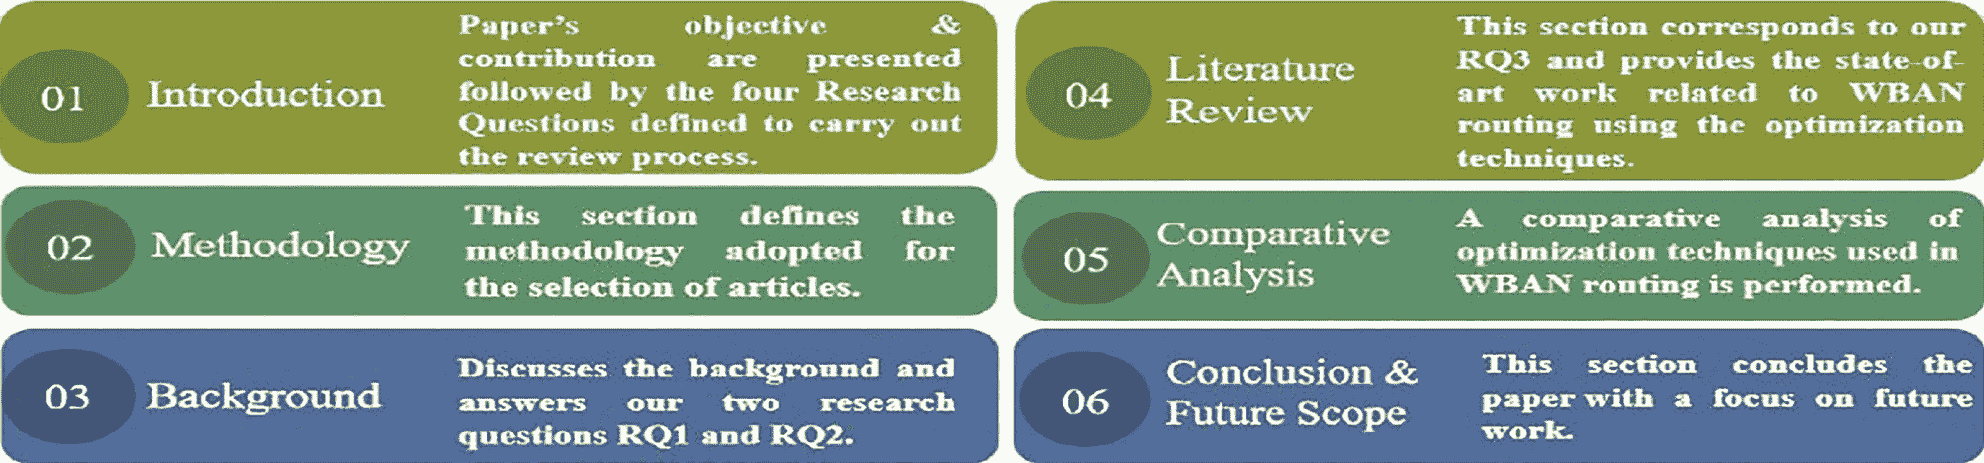 01
Introduction
Paper's objective &
contribution are presented
followed by the four Research
Questions defined to carry out
the review process.
02
Methodology
This section defines the
methodology adopted for
the selection of articles.
03
Background
Discusses the background and
answers our two research
questions RQ1 and RQ2.
04
Literature
Review
This section corresponds to our
RQ3 and provides the state-of-
art work related to WBAN
routing using the optimization
techniques.
05
Comparative
Analysis
A comparative analysis of
optimization techniques used in
WBAN routing is performed.
06
Conclusion &
Future Scope
This section concludes the
paper with a focus on future
work.